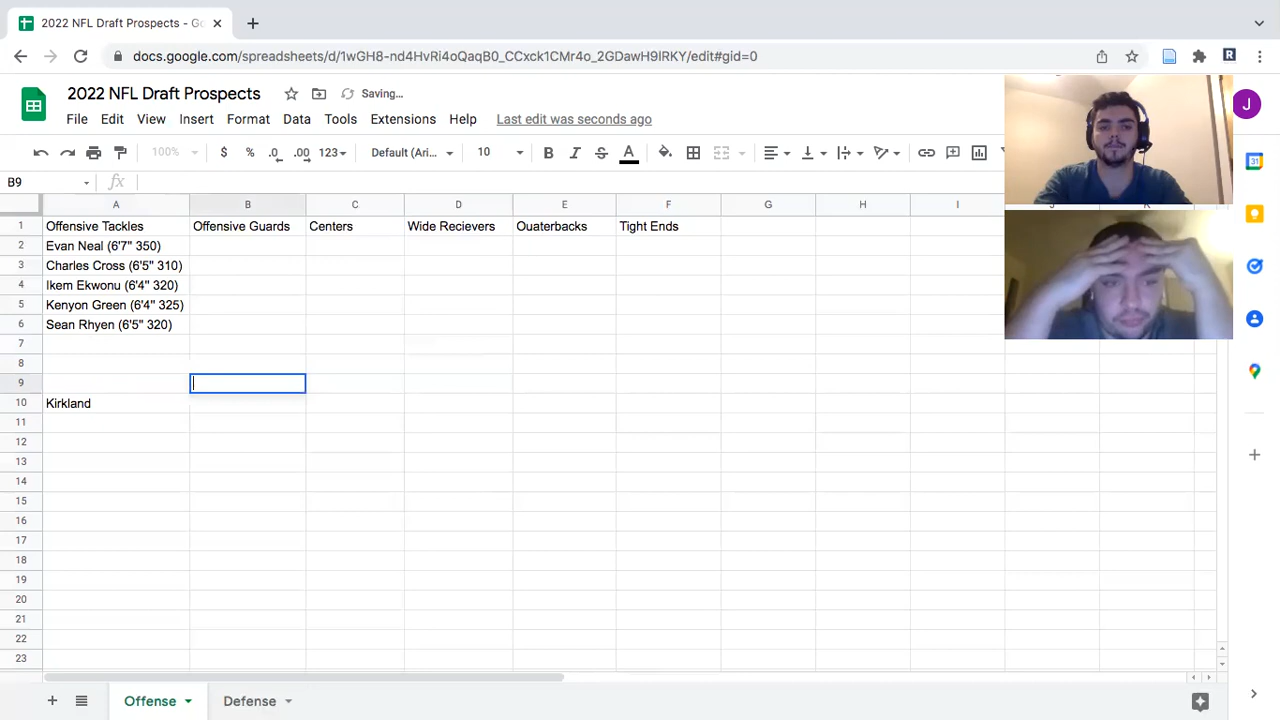 2022 NFL Draft Prospects - Go
docs.google.com/spreadsheets/d/1wGH8-nd4HvRi4oQaqB0_CCxck1CMr4o_2GDawH9lRKY/edit#gid=0
2022 NFL Draft Prospects Saving...
File Edit View Insert Format Data Tools Extensions Help Last edit was seconds ago
J
100% $ % .0 .00 123 Default (Ari... 10 B I S A
B9 fx
A B C D E F G H I
1 Offensive Tackles Offensive Guards Centers Wide Recievers Ouaterbacks Tight Ends
2 Evan Neal (6'7" 350)
3 Charles Cross (6'5" 310)
4 Ikem Ekwonu (6'4" 320)
5 Kenyon Green (6'4" 325)
6 Sean Rhyen (6'5" 320)
7
8
9
10 Kirkland
11
12
13
14
15
16
17
18
19
20
21
22
23
Offense Defense